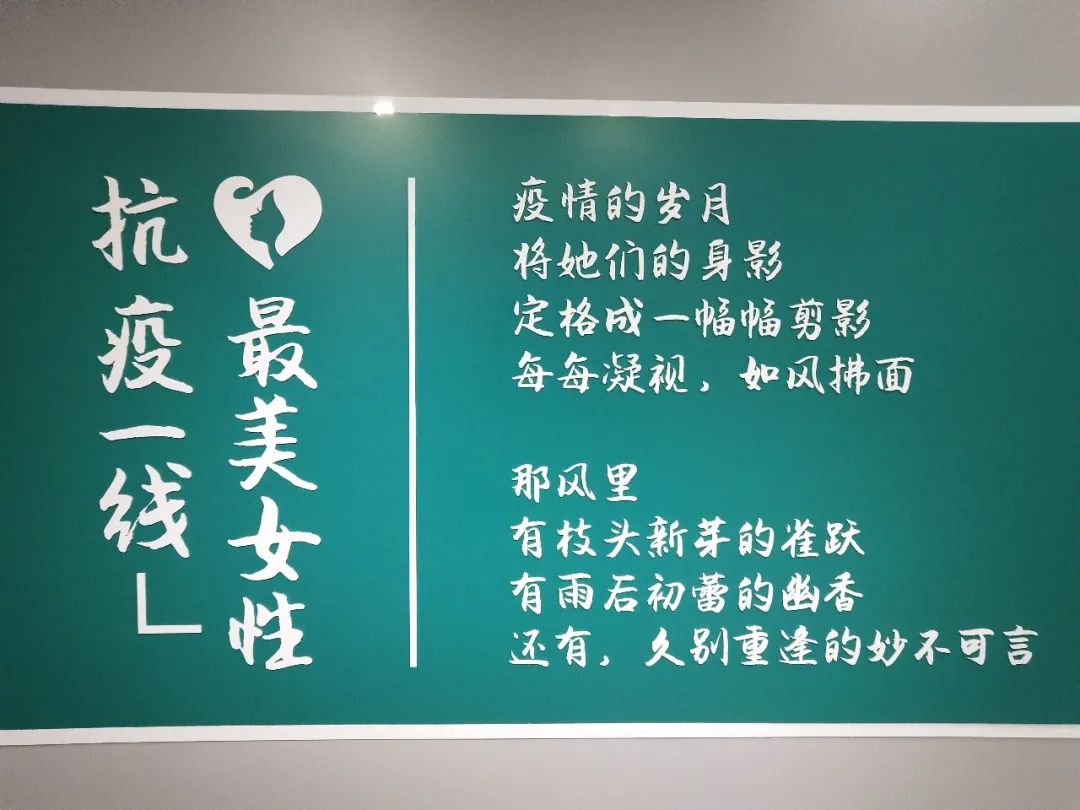 抗疫一线
最美女性
疫情的岁月
将她们的身影
定格成一幅幅剪影
每每凝视，如风拂面
那风里
有枝头新芽的雀跃
有雨后初蕾的幽香
还有，久别重逢的妙不可言